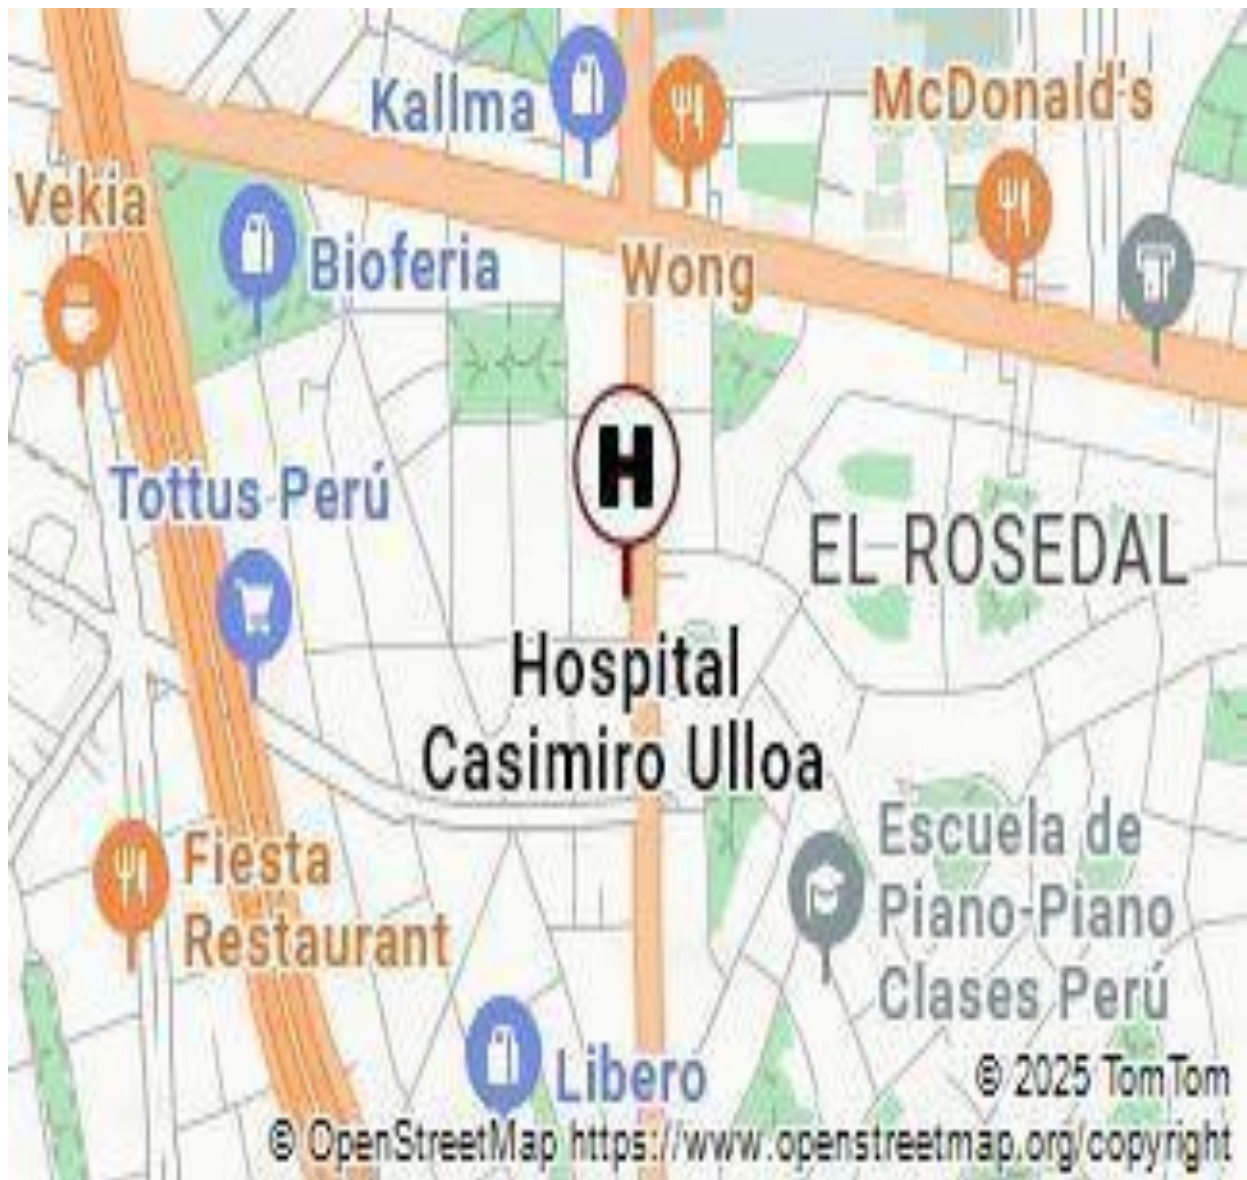 Kallma
McDonald's
Vekia
Bioferia
Wong
H
Tottus Perú
EL ROSEDAL
Hospital
Casimiro Ulloa
Escuela de
Piano-Piano
Clases Perú
Fiesta
Restaurant
Libero
© 2025 TomTom
© OpenStreetMap https://www.openstreetmap.org/copyright